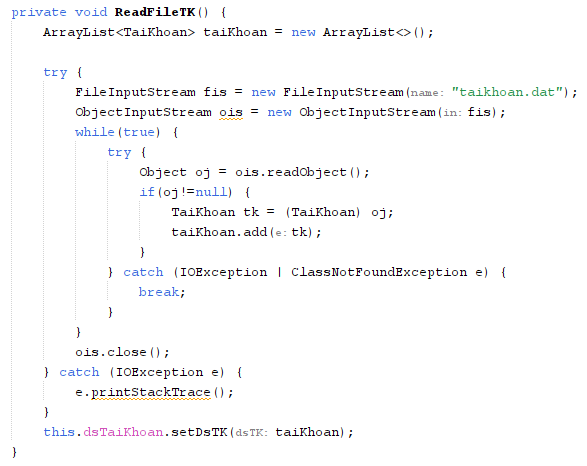 private void ReadFileTK() {
    ArrayList<TaiKhoan> taiKhoan = new ArrayList<>();
    try {
        FileInputStream fis = new FileInputStream(name: "taikhoan.dat");
        ObjectInputStream ois = new ObjectInputStream(in: fis);
        while(true) {
            try {
                Object oj = ois.readObject();
                if(oj!=null) {
                    TaiKhoan tk = (TaiKhoan) oj;
                    taiKhoan.add(e: tk);
                }
            } catch (IOException | ClassNotFoundException e) {
                break;
            }
        }
        ois.close();
    } catch (IOException e) {
        e.printStackTrace();
    }
    this.dsTaiKhoan.setDsTK(dsTK: taiKhoan);
}